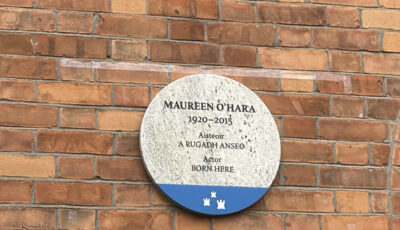 MAUREEN O'HARA
1920–2015
Aisteoir
A RUGADH ANSEO
Actor
BORN HERE